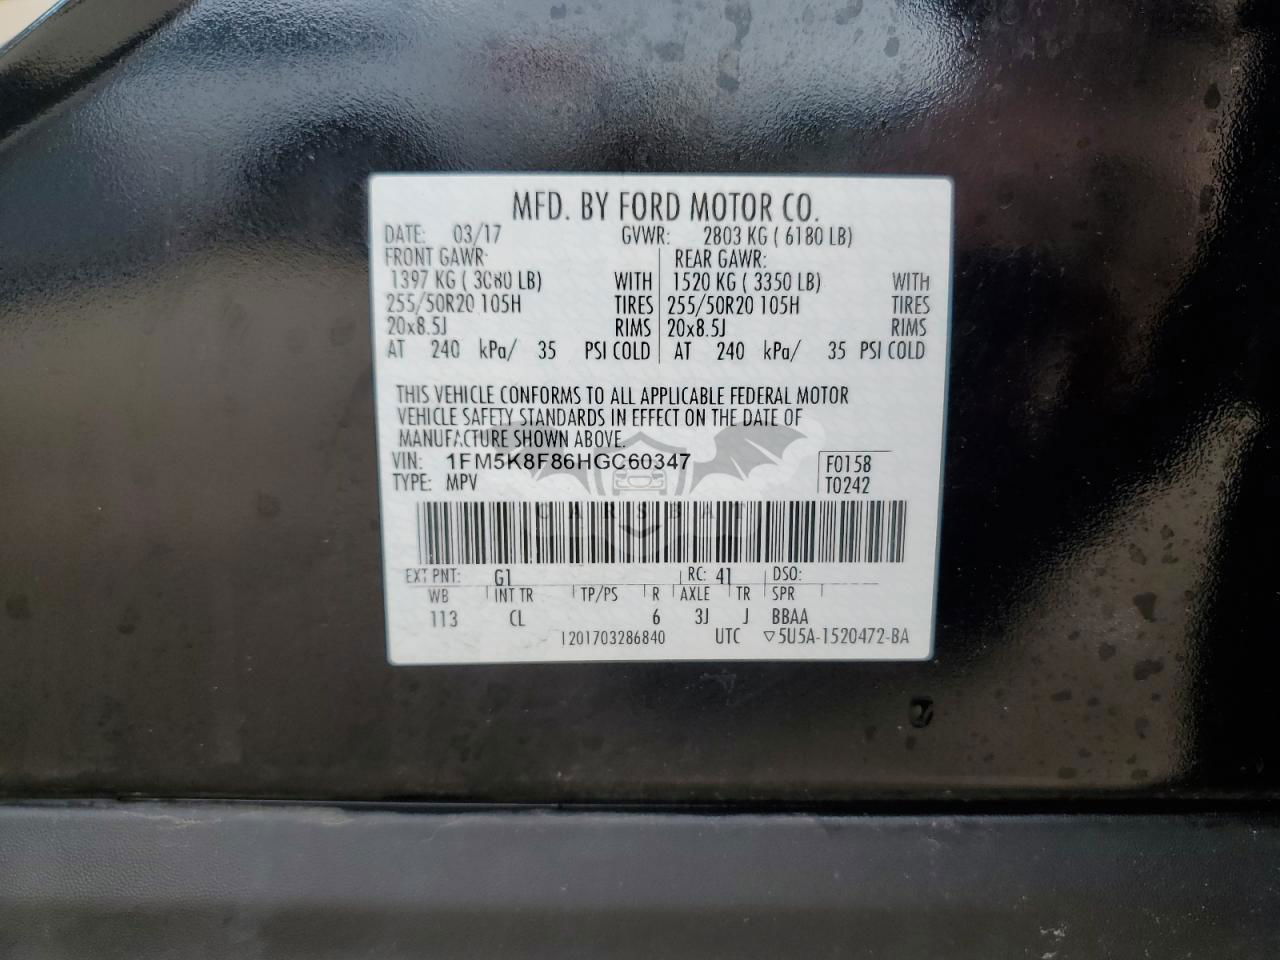 MFD. BY FORD MOTOR CO.
DATE: 03/17 GVWR: 2803 KG ( 6180 LB)
FRONT GAWR: REAR GAWR:
1397 KG ( 3080 LB) WITH 1520 KG ( 3350 LB) WITH
255/50R20 105H TIRES 255/50R20 105H TIRES
20x8.5J RIMS 20x8.5J RIMS
AT 240 kPa/ 35 PSI COLD AT 240 kPa/ 35 PSI COLD
THIS VEHICLE CONFORMS TO ALL APPLICABLE FEDERAL MOTOR
VEHICLE SAFETY STANDARDS IN EFFECT ON THE DATE OF
MANUFACTURE SHOWN ABOVE.
VIN: 1FM5K8F86HGC60347 F0158
TYPE: MPV T0242
CARSBAT
EXT PNT: G1 RC: 41 DSO:
WB INT TR TP/PS R AXLE TR SPR
113 CL 6 3J J BBAA
1201703286840 UTC ▽5U5A-1520472-BA